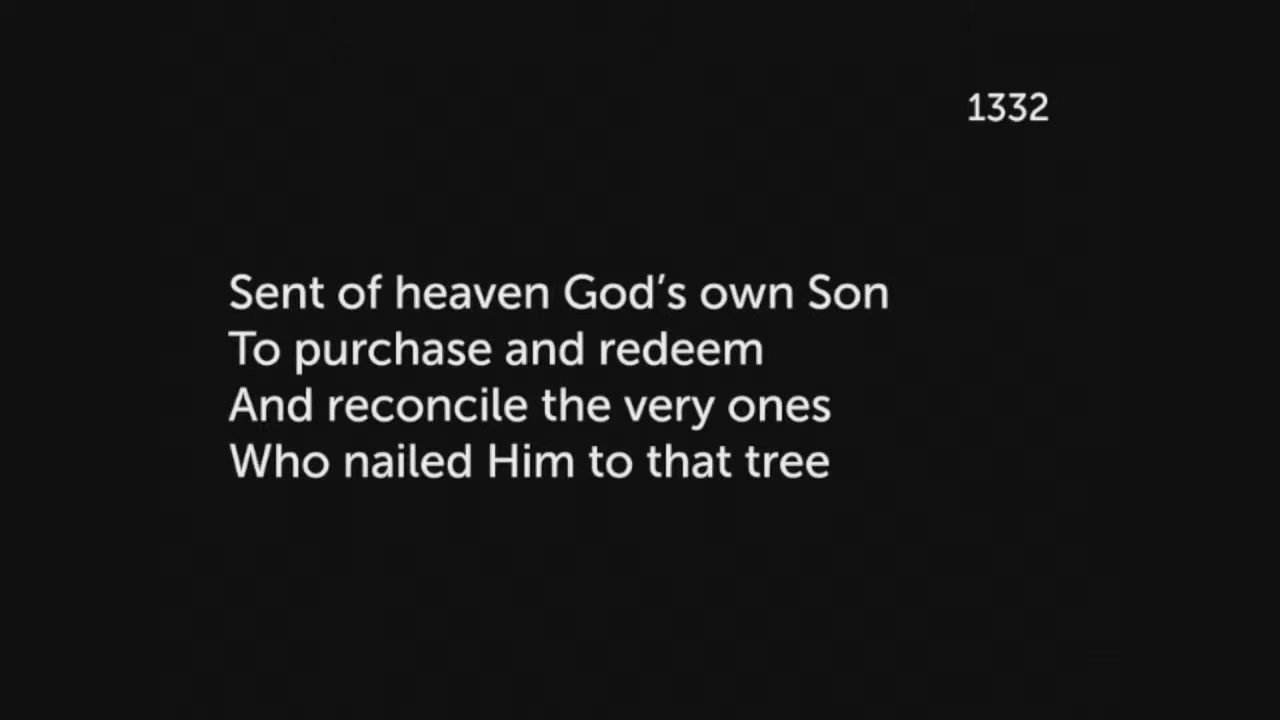 1332
Sent of heaven God’s own Son
To purchase and redeem
And reconcile the very ones
Who nailed Him to that tree